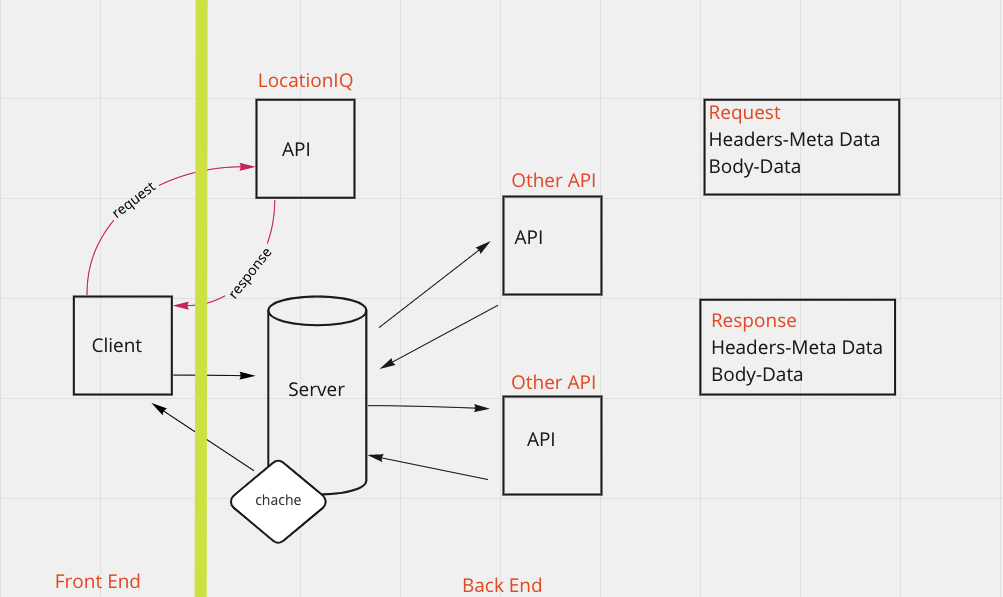 LocationIQ
API
request
response
Client
Server
chache
Other API
API
Other API
API
Request
Headers-Meta Data
Body-Data
Response
Headers-Meta Data
Body-Data
Front End
Back End